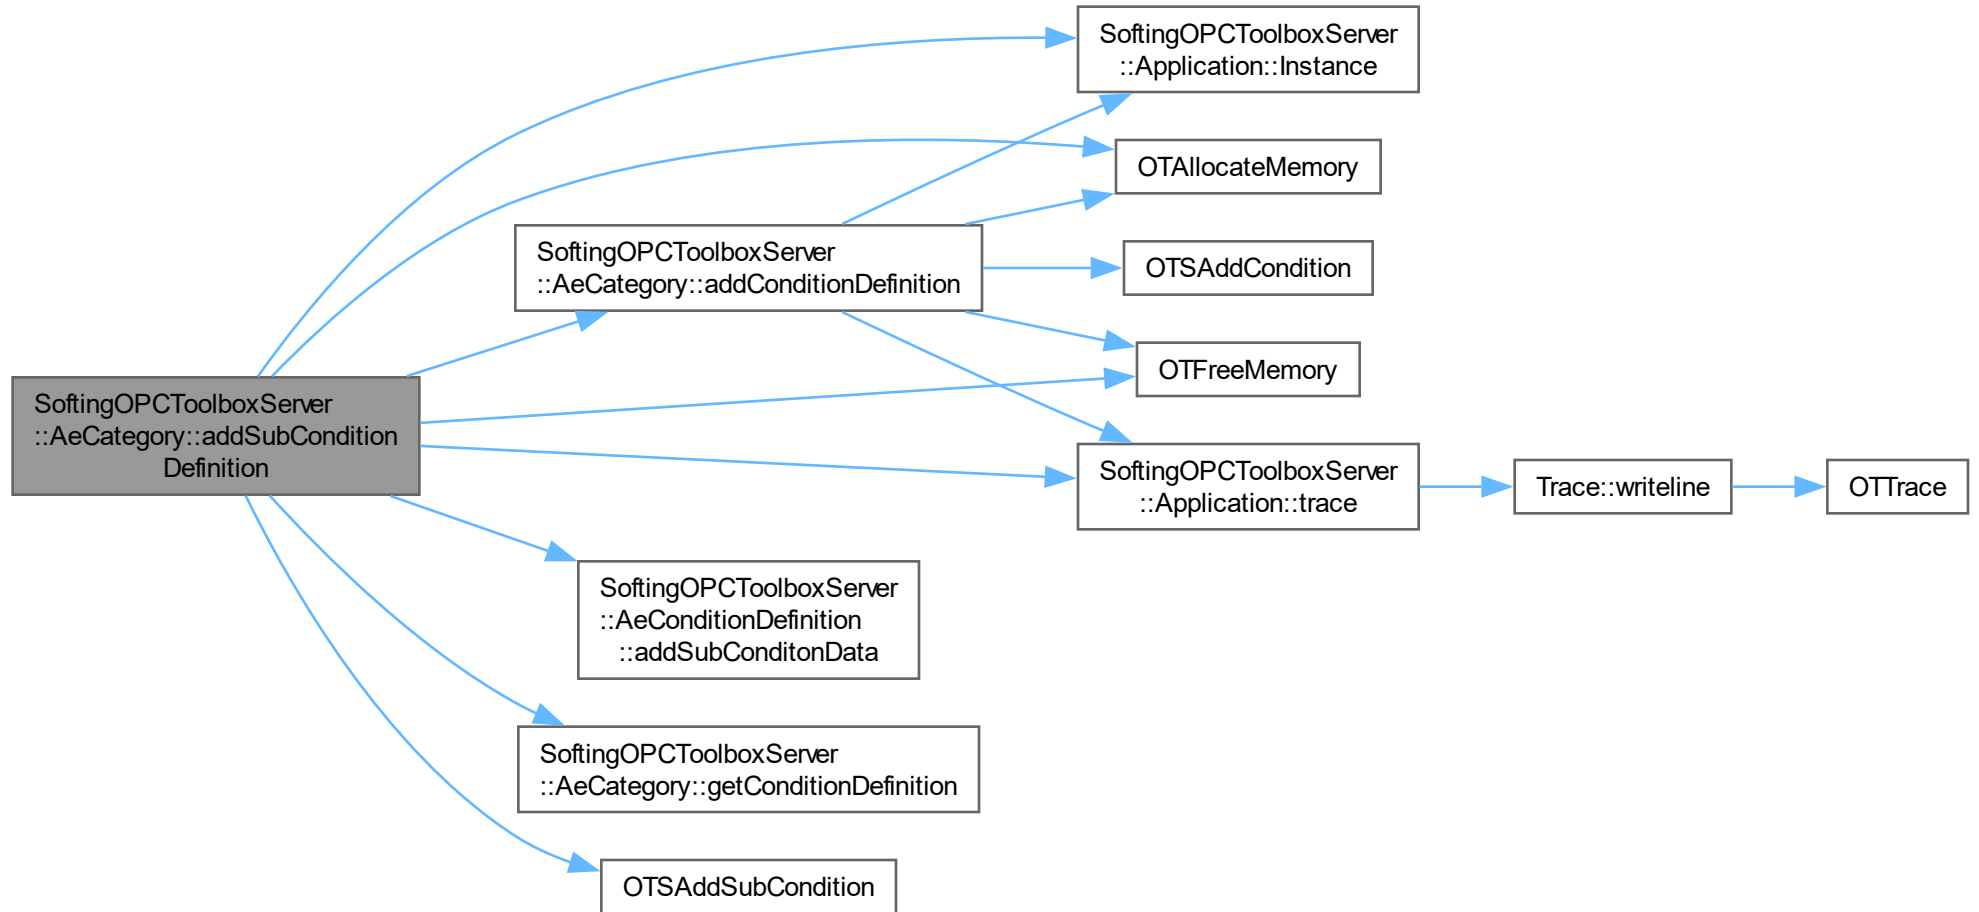 SoftingOPCToolboxServer
::Application::Instance
OTAllocateMemory
SoftingOPCToolboxServer
::AeCategory::addConditionDefinition
OTSAddCondition
OTFreeMemory
SoftingOPCToolboxServer
::AeCategory::addSubCondition
Definition
SoftingOPCToolboxServer
::Application::trace
Trace::writeline
OTTrace
SoftingOPCToolboxServer
::AeConditionDefinition
::addSubConditonData
SoftingOPCToolboxServer
::AeCategory::getConditionDefinition
OTSAddSubCondition